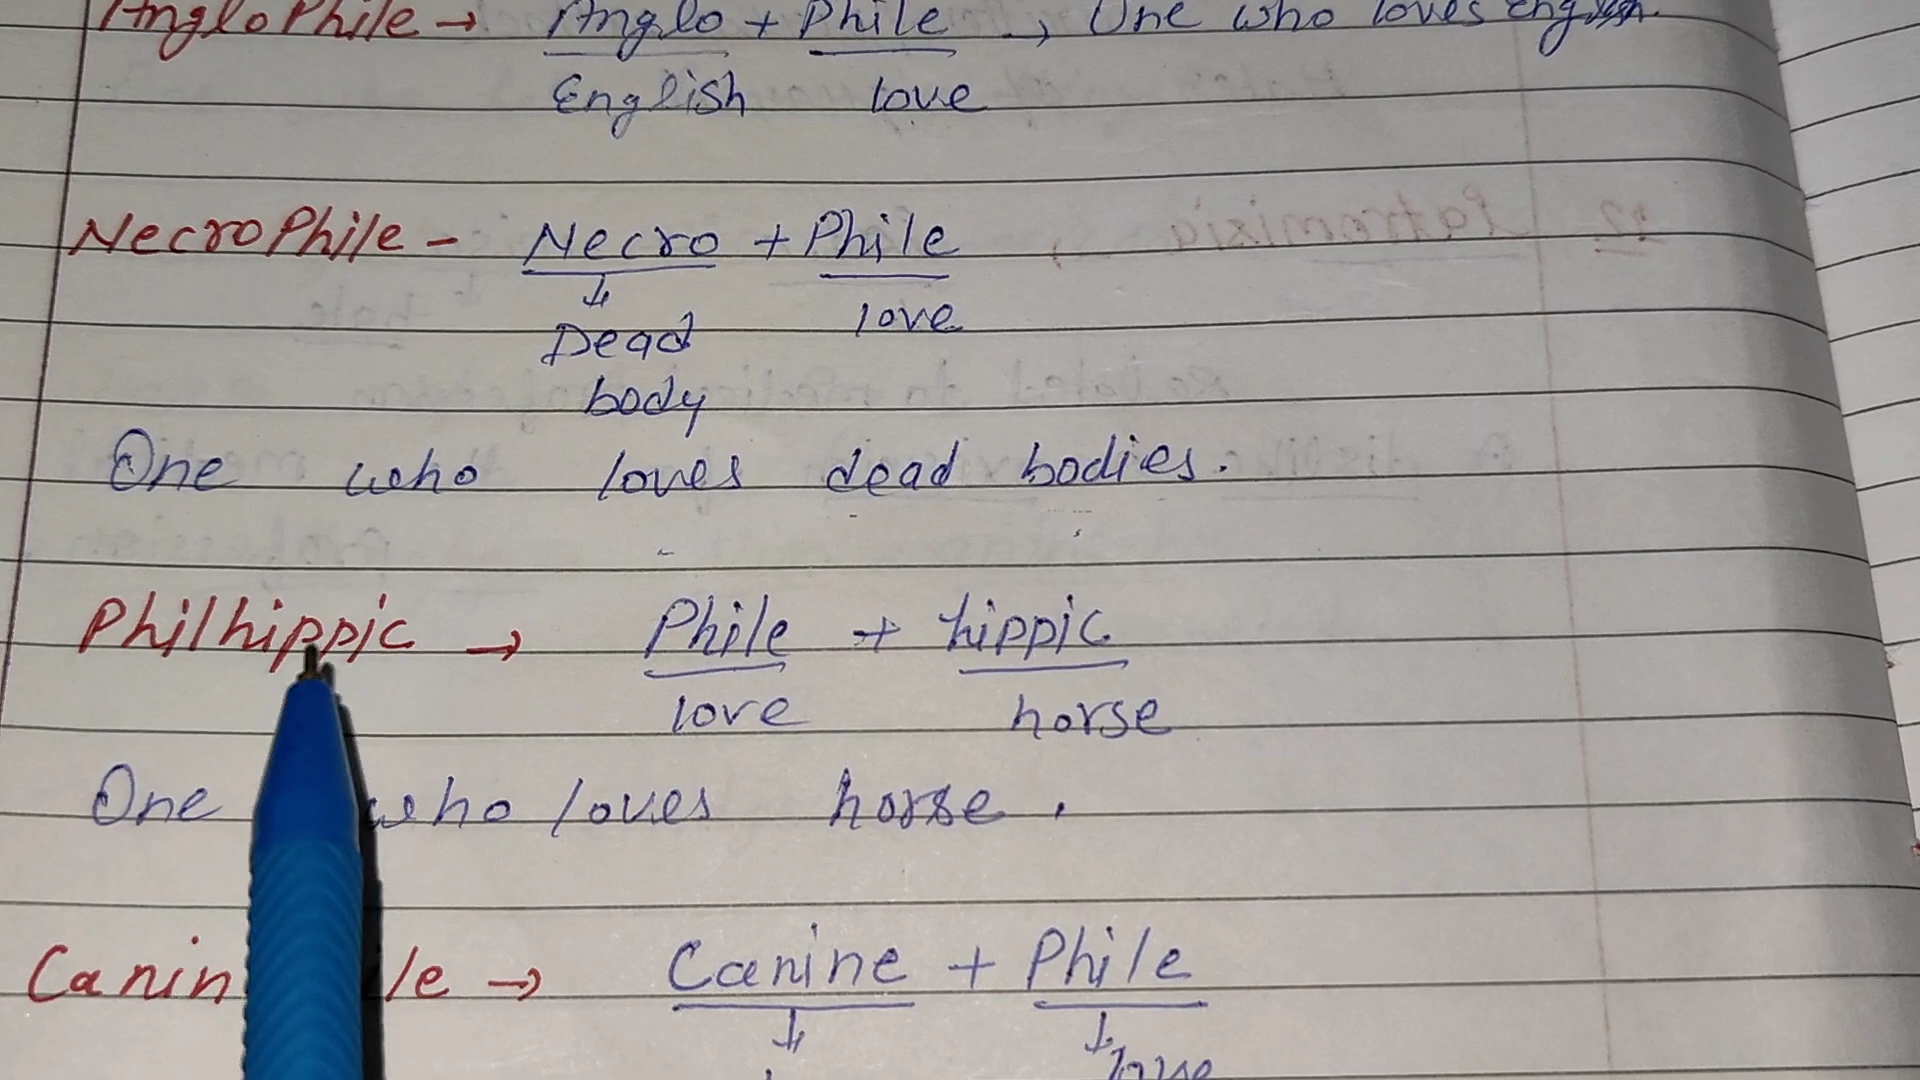 AngloPhile → Anglo + Phile , One who loves english.
English love
NecroPhile - Necro + Phile
Dead love
body
One who loves dead bodies.
Philhippic → Phile + hippic
love horse
One who loves horse.
Canin le → Canine + Phile
love